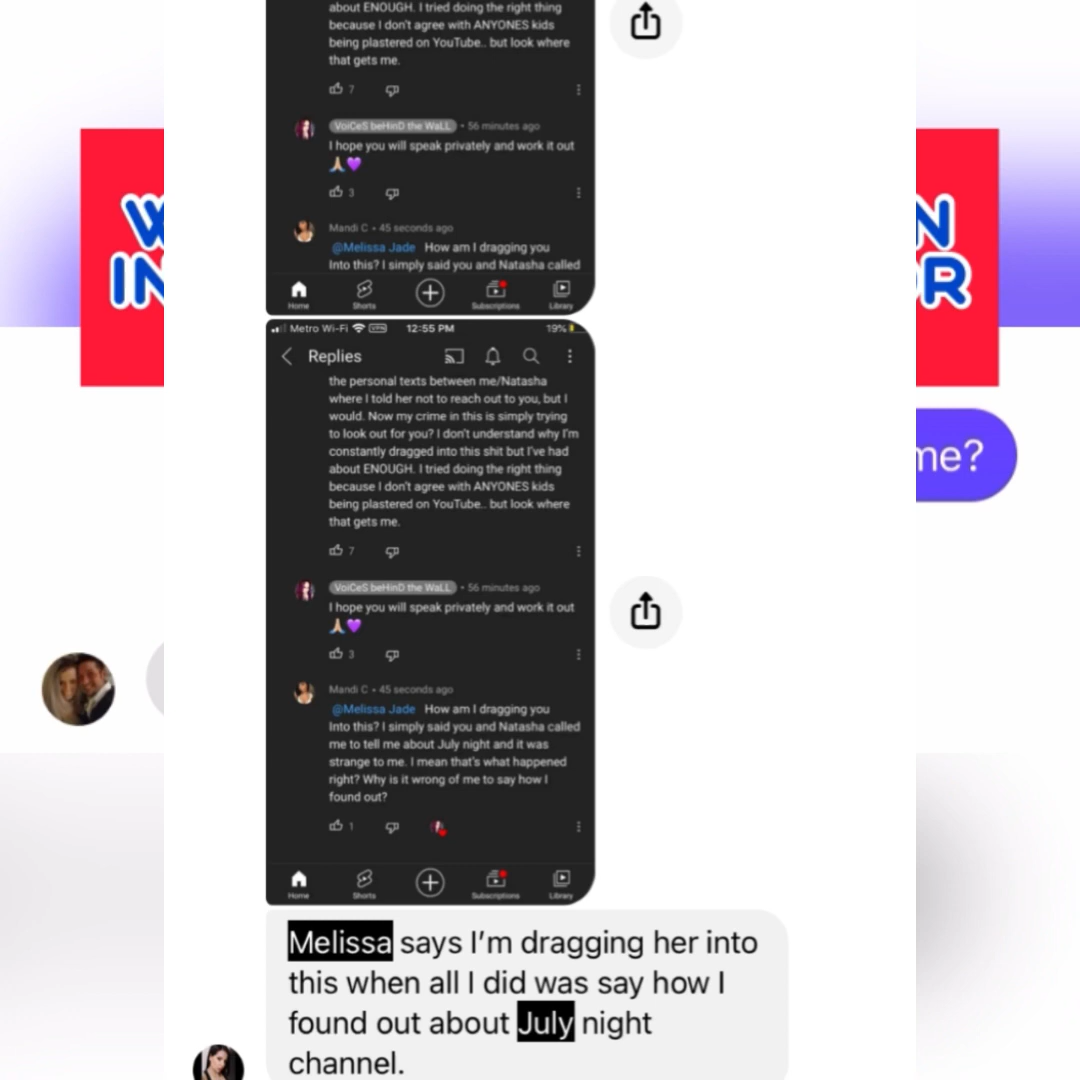 about ENOUGH. I tried doing the right thing
because I don't agree with ANYONES kids
being plastered on YouTube.. but look where
that gets me.
7
VoiCeS beHinD the WaLL • 56 minutes ago
I hope you will speak privately and work it out
🙏🏼💜
3
Mandi C • 45 seconds ago
@Melissa Jade How am I dragging you
Into this? I simply said you and Natasha called
Home Shorts Subscriptions Library
W N
IN OR
Metro Wi-Fi VPN 12:55 PM 19%
Replies
the personal texts between me/Natasha
where I told her not to reach out to you, but I
would. Now my crime in this is simply trying
to look out for you? I don't understand why I'm
constantly dragged into this shit but I've had
about ENOUGH. I tried doing the right thing
because I don't agree with ANYONES kids
being plastered on YouTube.. but look where
that gets me.
me?
7
VoiCeS beHinD the WaLL • 56 minutes ago
I hope you will speak privately and work it out
🙏🏼💜
3
Mandi C • 45 seconds ago
@Melissa Jade How am I dragging you
Into this? I simply said you and Natasha called
me to tell me about July night and it was
strange to me. I mean that's what happened
right? Why is it wrong of me to say how I
found out?
1
Home Shorts Subscriptions Library
Melissa says I'm dragging her into
this when all I did was say how I
found out about July night
channel.